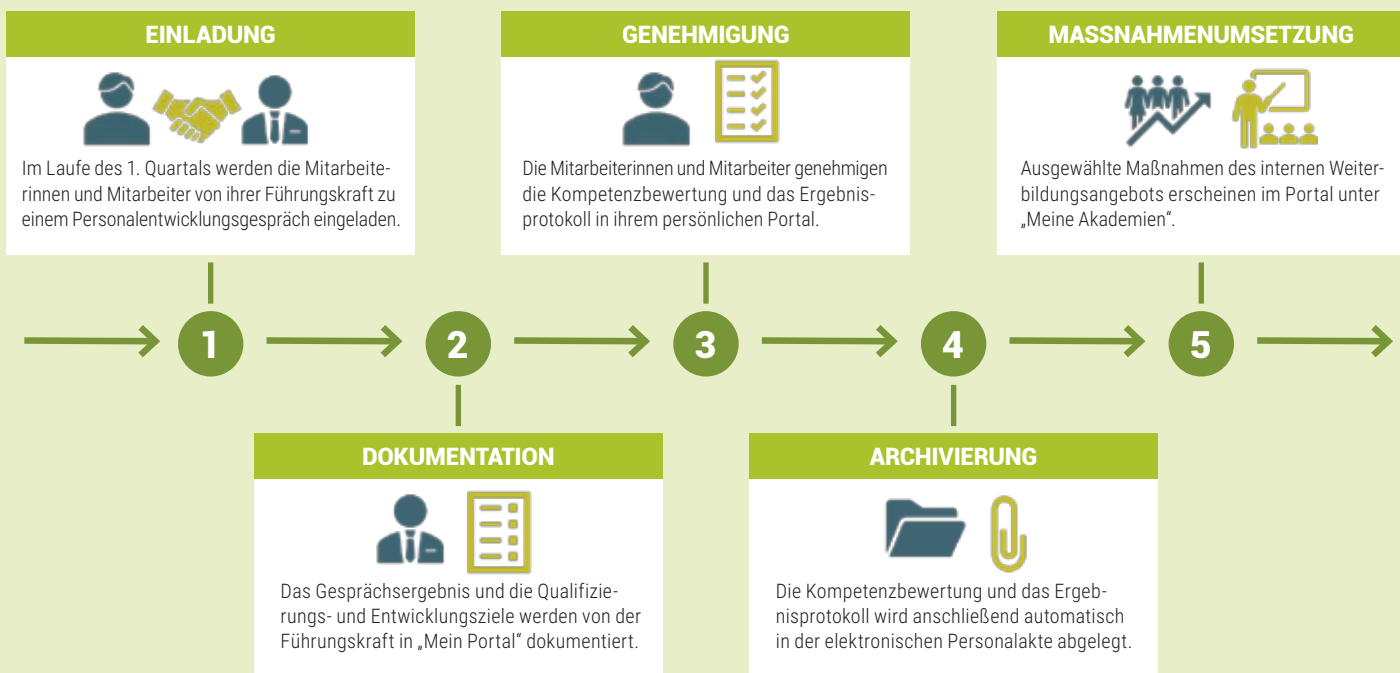 EINLADUNG
Im Laufe des 1. Quartals werden die Mitarbeite-
rinnen und Mitarbeiter von ihrer Führungskraft zu
einem Personalentwicklungsgespräch eingeladen.
GENEHMIGUNG
Die Mitarbeiterinnen und Mitarbeiter genehmigen
die Kompetenzbewertung und das Ergebnis-
protokoll in ihrem persönlichen Portal.
MASSNAHMENUMSETZUNG
Ausgewählte Maßnahmen des internen Weiter-
bildungsangebots erscheinen im Portal unter
„Meine Akademien“.
1
2
3
4
5
DOKUMENTATION
Das Gesprächsergebnis und die Qualifizie-
rungs- und Entwicklungsziele werden von der
Führungskraft in „Mein Portal“ dokumentiert.
ARCHIVIERUNG
Die Kompetenzbewertung und das Ergeb-
nisprotokoll wird anschließend automatisch
in der elektronischen Personalakte abgelegt.